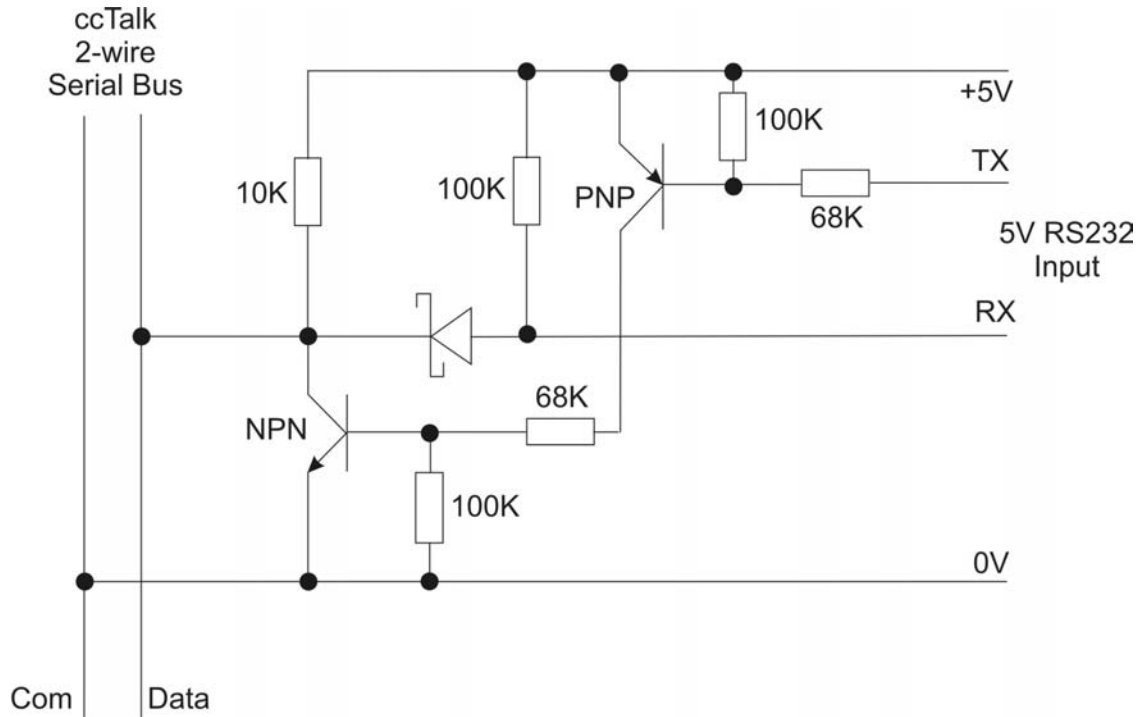 ccTalk
2-wire
Serial Bus
+5V
100K
TX
10K
100K
PNP
68K
5V RS232
Input
RX
68K
NPN
100K
0V
Com
Data